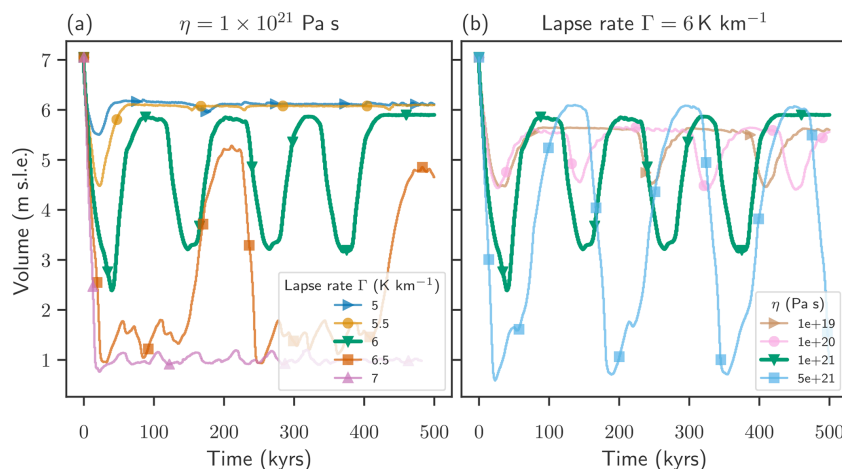 (a) η = 1 × 10²¹ Pa s
(b) Lapse rate Γ = 6 K km⁻¹
Volume (m s.l.e.)
7
6
5
4
3
2
1
0 100 200 300 400 500
Time (kyrs)
0 100 200 300 400 500
Time (kyrs)
Lapse rate Γ (K km⁻¹)
5
5.5
6
6.5
7
η (Pa s)
1e+19
1e+20
1e+21
5e+21